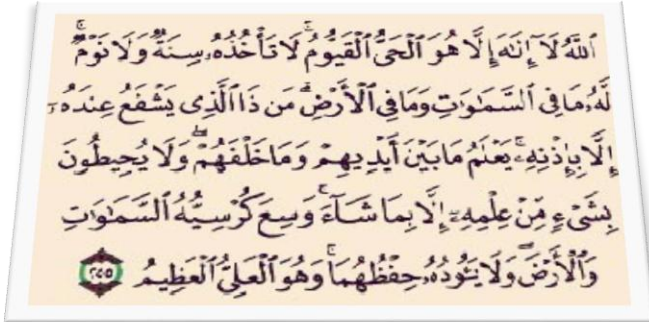 ٱللَّهُ لَآ إِلَٰهَ إِلَّا هُوَ ٱلْحَىُّ ٱلْقَيُّومُ ۚ لَا تَأْخُذُهُۥ سِنَةٌ وَلَا نَوْمٌ ۚ
لَّهُۥ مَا فِى ٱلسَّمَٰوَٰتِ وَمَا فِى ٱلْأَرْضِ ۗ مَن ذَا ٱلَّذِى يَشْفَعُ عِندَهُۥٓ
إِلَّا بِإِذْنِهِۦ ۚ يَعْلَمُ مَا بَيْنَ أَيْدِيهِمْ وَمَا خَلْفَهُمْ ۖ وَلَا يُحِيطُونَ
بِشَىْءٍ مِّنْ عِلْمِهِۦٓ إِلَّا بِمَا شَآءَ ۚ وَسِعَ كُرْسِيُّهُ ٱلسَّمَٰوَٰتِ
وَٱلْأَرْضَ ۖ وَلَا يَـُٔودُهُۥ حِفْظُهُمَا ۚ وَهُوَ ٱلْعَلِىُّ ٱلْعَظِيمُ ٢٥٥